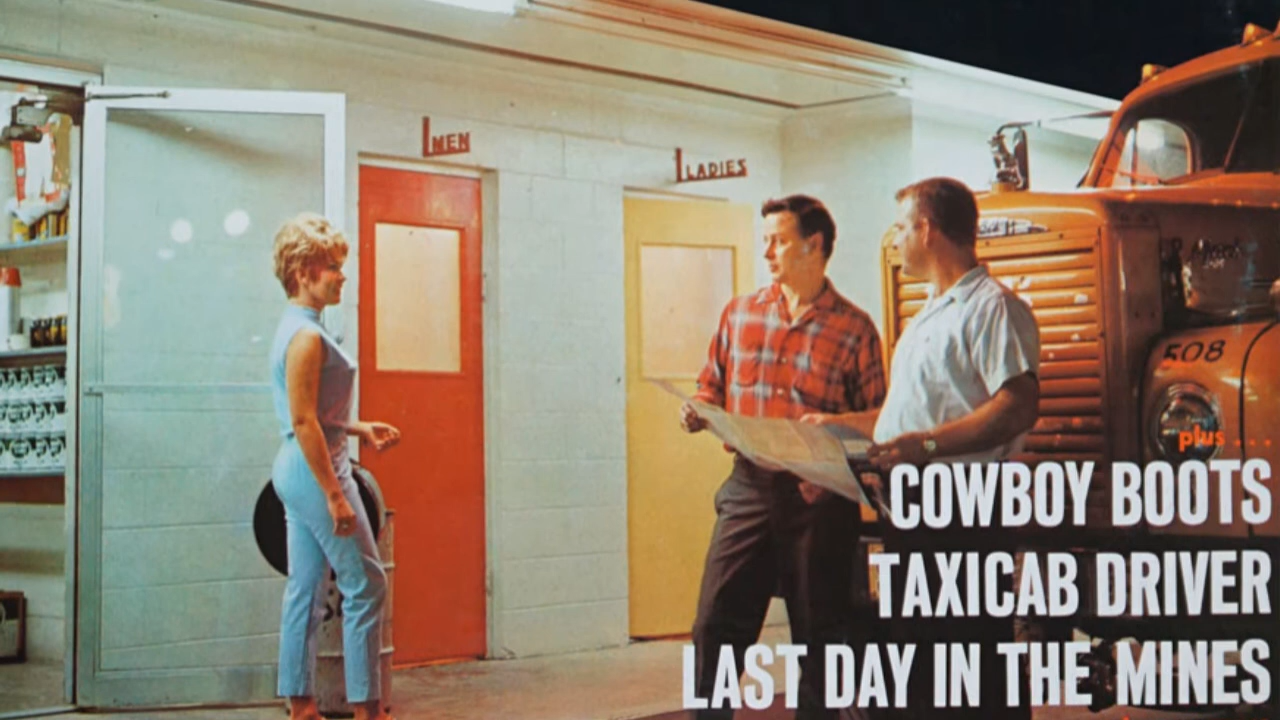 MEN
LADIES
508
plus...
COWBOY BOOTS
TAXICAB DRIVER
LAST DAY IN THE MINES